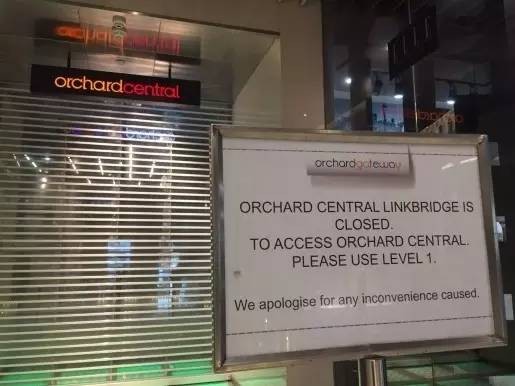 orchardcentral
orchardgateway
ORCHARD CENTRAL LINKBRIDGE IS
CLOSED.
TO ACCESS ORCHARD CENTRAL.
PLEASE USE LEVEL 1.
We apologise for any inconvenience caused.